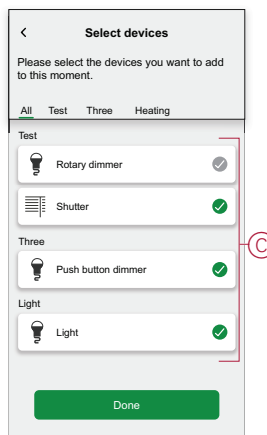 Select devices
Please select the devices you want to add
to this moment.
All Test Three Heating
Test
Rotary dimmer
Shutter
Three
Push button dimmer
Light
Light
Done
C